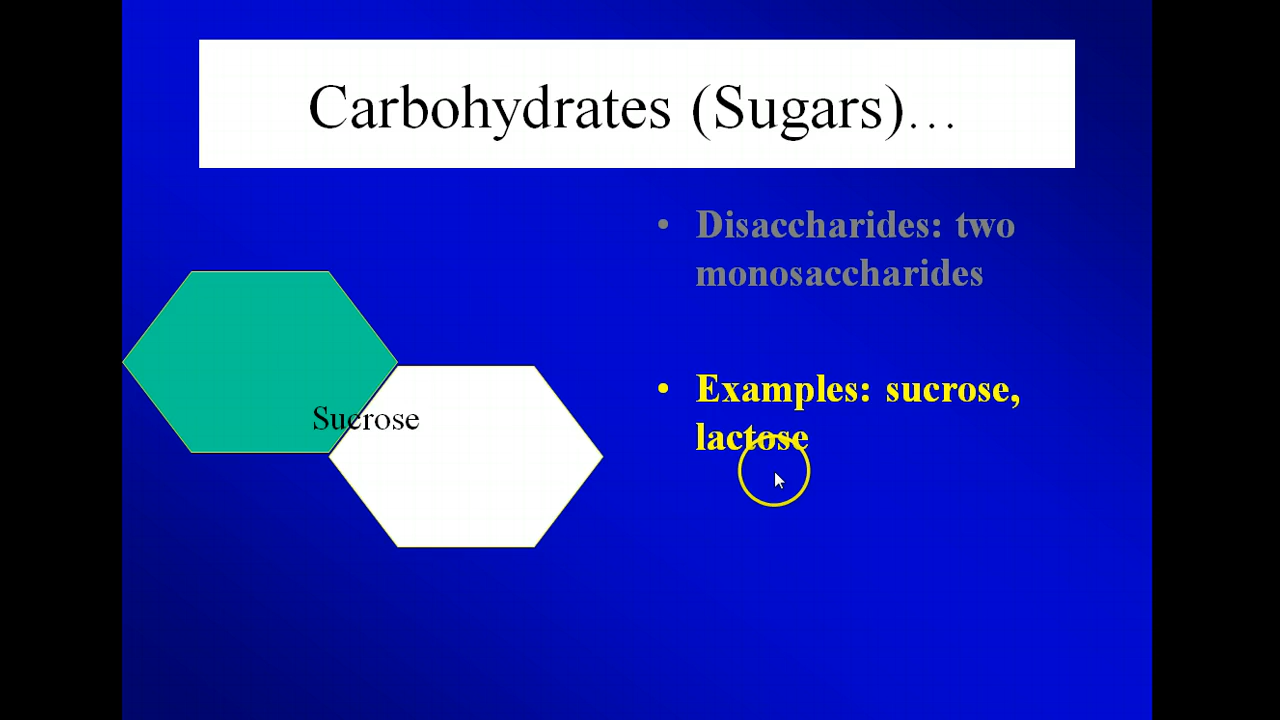 Carbohydrates (Sugars)…
• Disaccharides: two
monosaccharides
• Examples: sucrose,
lactose
Sucrose